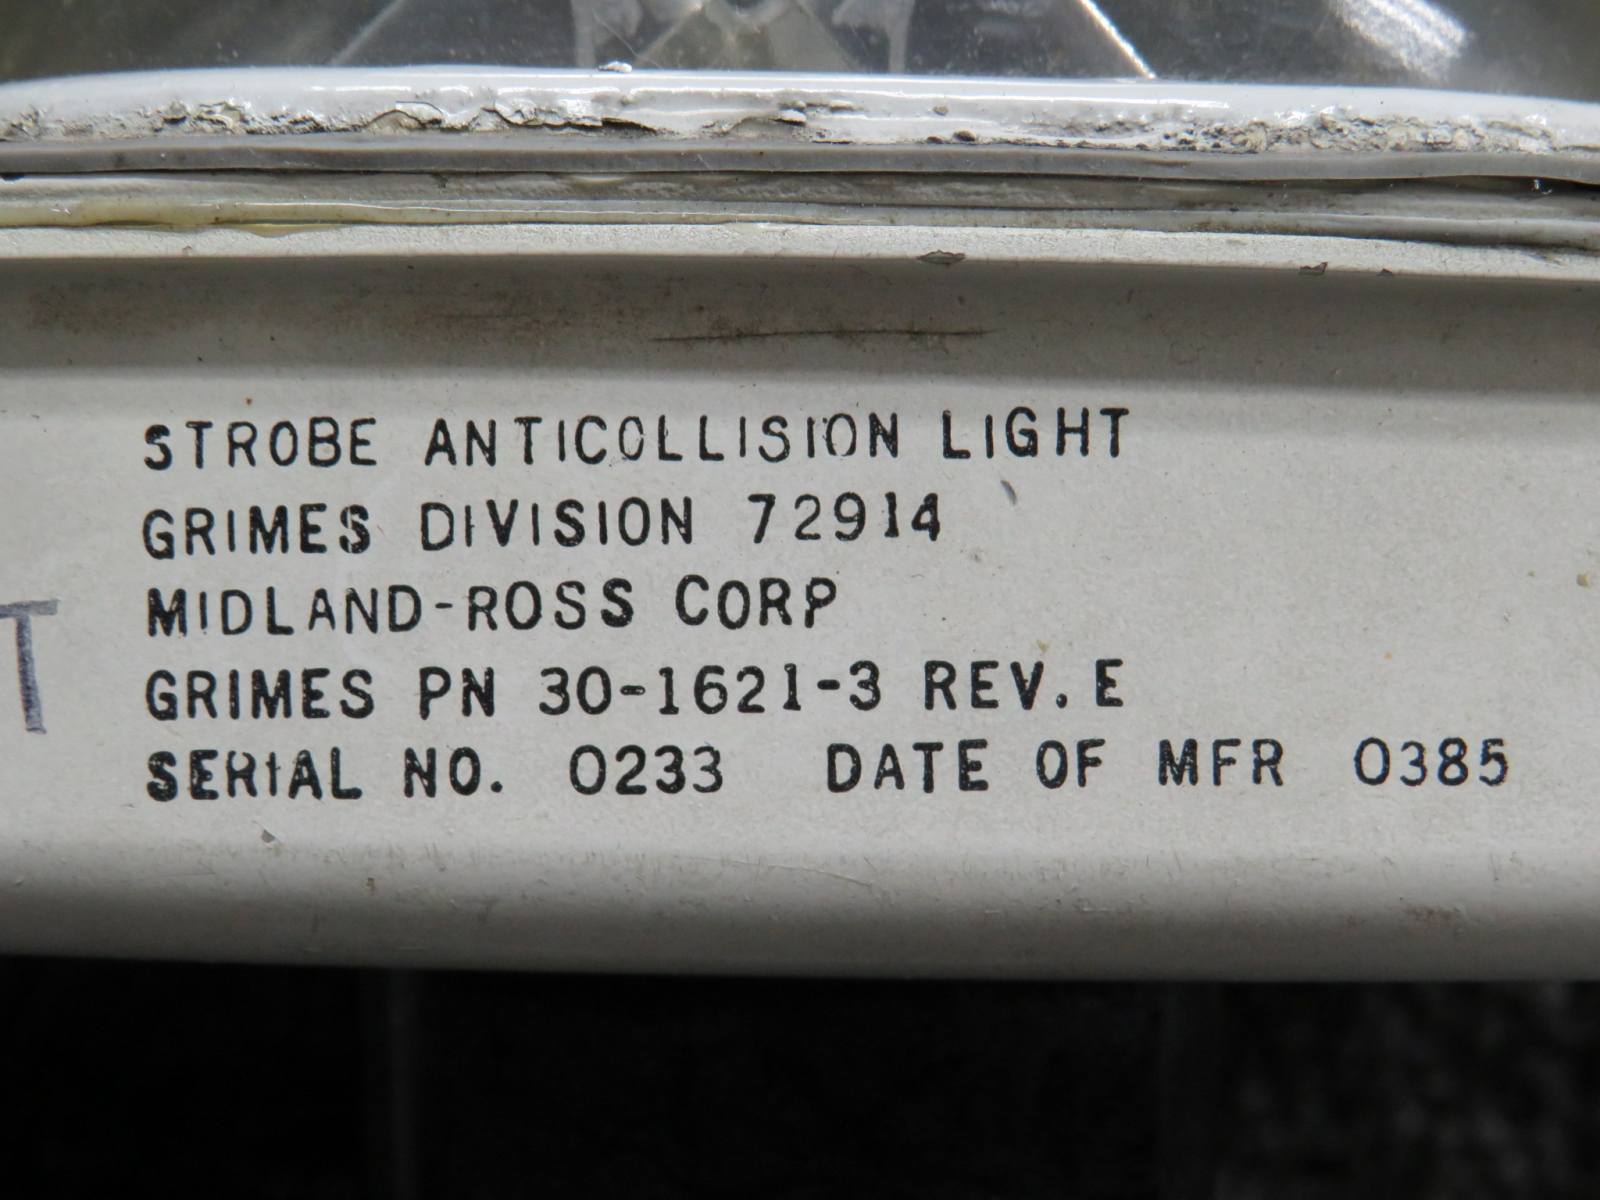 STROBE ANTICOLLISION LIGHT
GRIMES DIVISION 72914
MIDLAND-ROSS CORP
GRIMES PN 30-1621-3 REV. E
SERIAL NO. 0233 DATE OF MFR 0385
T